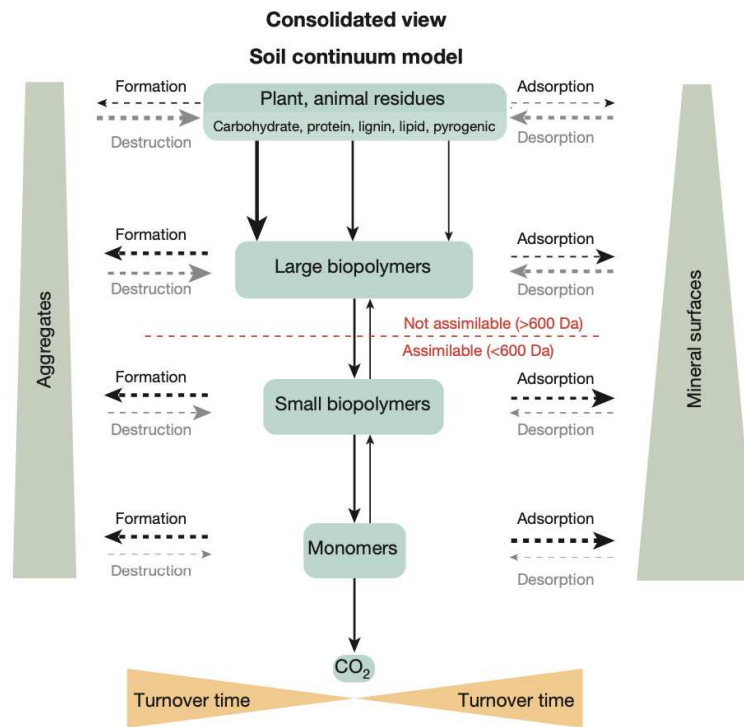 Consolidated view
Soil continuum model
Formation
Destruction
Plant, animal residues
Carbohydrate, protein, lignin, lipid, pyrogenic
Adsorption
Desorption
Formation
Destruction
Large biopolymers
Adsorption
Desorption
Not assimilable (>600 Da)
Assimilable (<600 Da)
Aggregates
Mineral surfaces
Formation
Destruction
Small biopolymers
Adsorption
Desorption
Formation
Destruction
Monomers
Adsorption
Desorption
CO₂
Turnover time
Turnover time